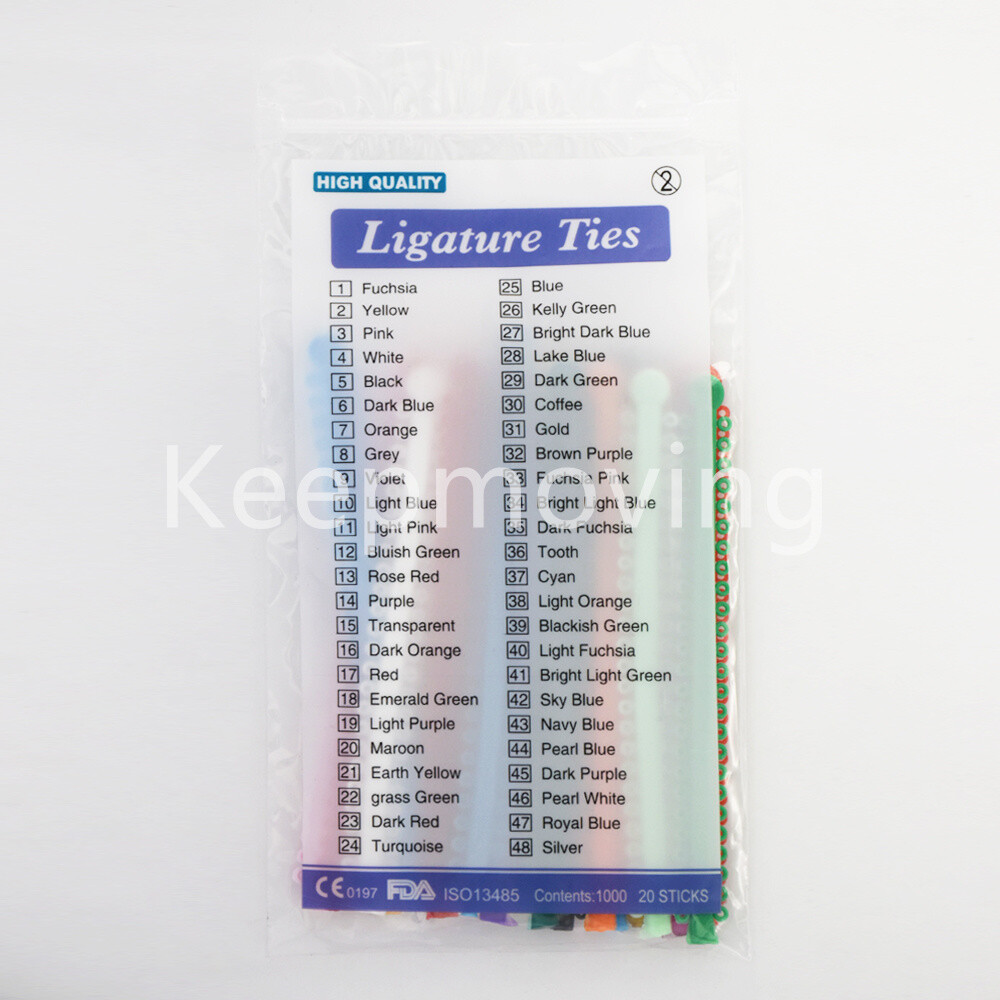 HIGH QUALITY
2
Ligature Ties
1 Fuchsia
2 Yellow
3 Pink
4 White
5 Black
6 Dark Blue
7 Orange
8 Grey
9 Violet
10 Light Blue
11 Light Pink
12 Bluish Green
13 Rose Red
14 Purple
15 Transparent
16 Dark Orange
17 Red
18 Emerald Green
19 Light Purple
20 Maroon
21 Earth Yellow
22 grass Green
23 Dark Red
24 Turquoise
25 Blue
26 Kelly Green
27 Bright Dark Blue
28 Lake Blue
29 Dark Green
30 Coffee
31 Gold
32 Brown Purple
33 Fuchsia Pink
34 Bright Light Blue
35 Dark Fuchsia
36 Tooth
37 Cyan
38 Light Orange
39 Blackish Green
40 Light Fuchsia
41 Bright Light Green
42 Sky Blue
43 Navy Blue
44 Pearl Blue
45 Dark Purple
46 Pearl White
47 Royal Blue
48 Silver
Keepmoving
CE 0197 FDA ISO13485 Contents:1000 20 STICKS